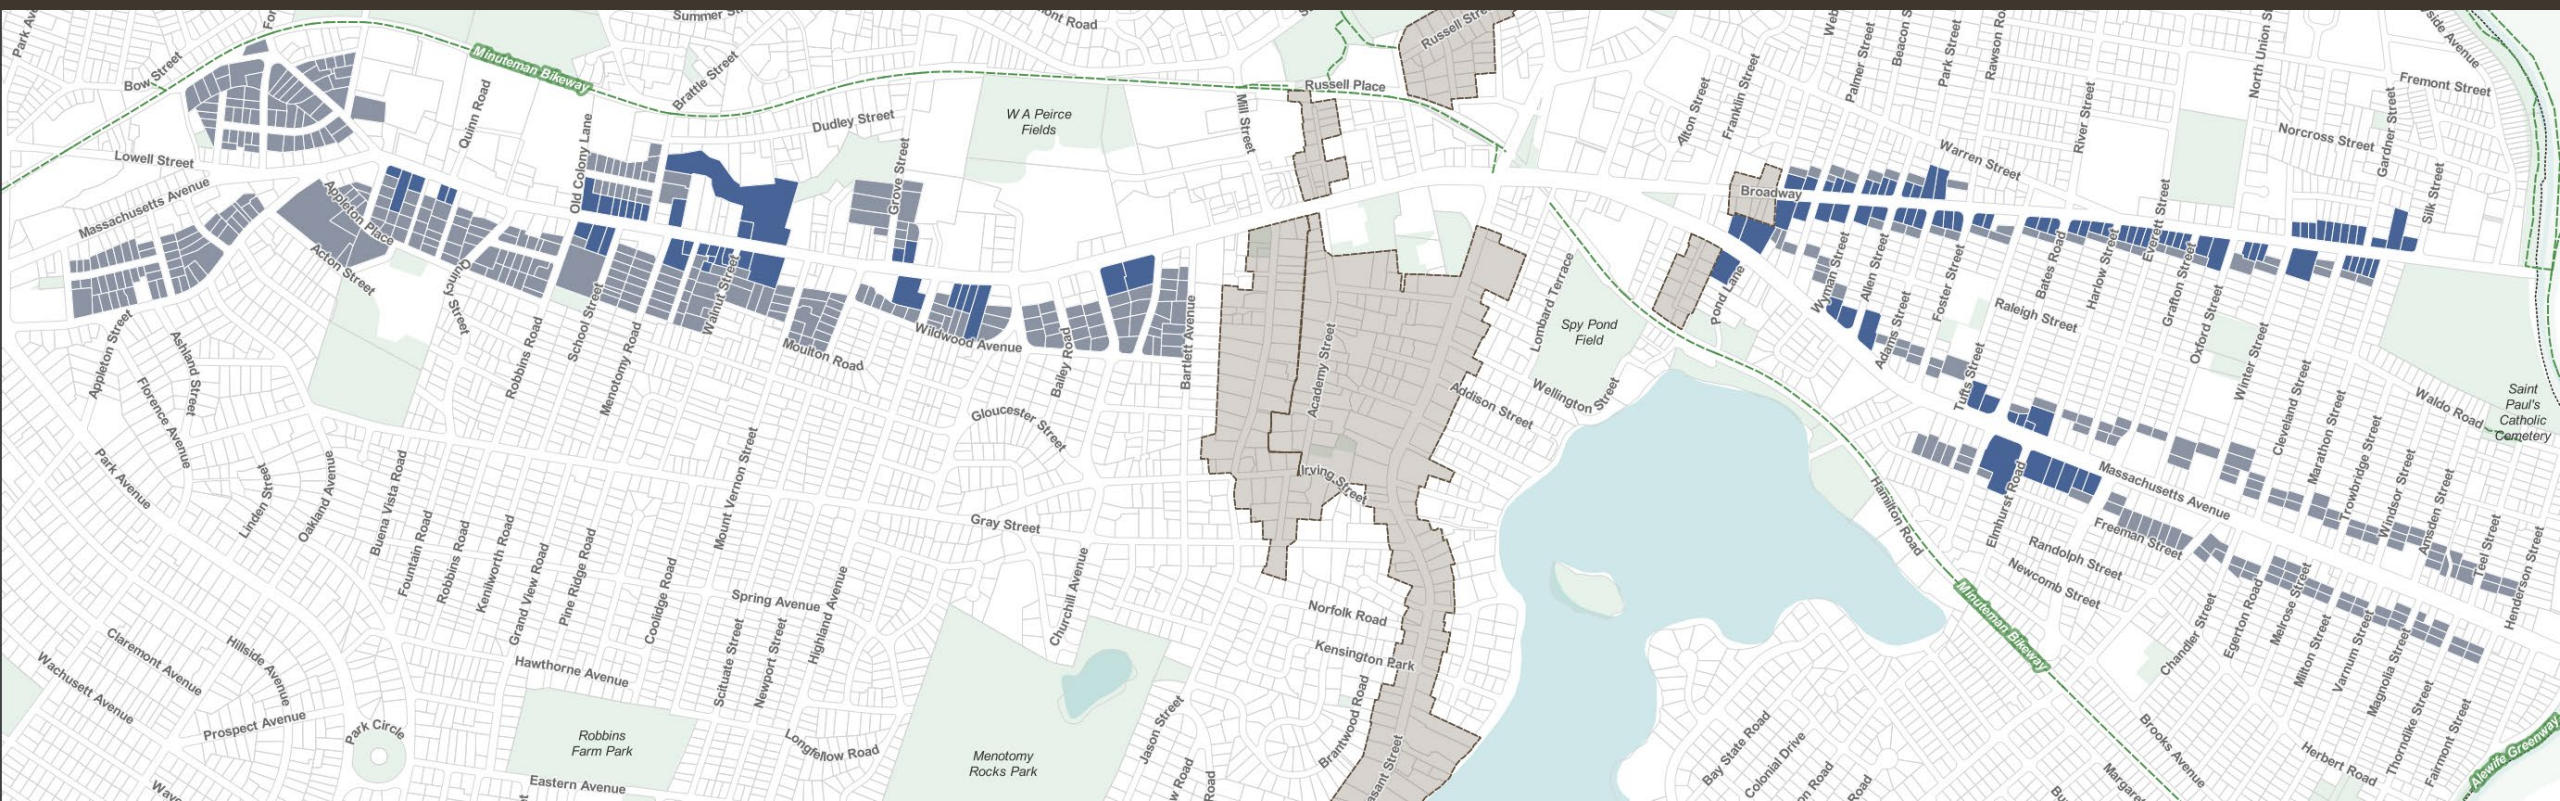 Bow Street
Minuteman Bikeway
Brattle Street
Quinn Road
Lowell Street
Massachusetts Avenue
Appleton Place
Acton Street
Old Colony Lane
Dudley Street
Grove Street
W A Peirce
Fields
Mill Street
Russell Place
Alton Street
Franklin Street
Palmer Street
Park Street
Warren Street
River Street
Fremont Street
Norcross Street
Gardner Street
Silk Street
Broadway
Quincy Street
Robbins Road
School Street
Menotomy Road
Walnut Street
Moulton Road
Wildwood Avenue
Bailey Road
Bartlett Avenue
Academy Street
Lombard Terrace
Spy Pond
Field
Pond Lane
Wyman Street
Allen Street
Adams Street
Foster Street
Raleigh Street
Bates Road
Harlow Street
Everett Street
Grafton Street
Oxford Street
Winter Street
Cleveland Street
Marathon Street
Trowbridge Street
Windsor Street
Amsden Street
Teel Street
Henderson Street
Waldo Road
Saint
Paul's
Catholic
Cemetery
Appleton Street
Ashland Street
Florence Avenue
Park Avenue
Linden Street
Oakland Avenue
Buena Vista Road
Fountain Road
Robbins Road
Kenilworth Road
Grand View Road
Pine Ridge Road
Coolidge Road
Mount Vernon Street
Gloucester Street
Gray Street
Irving Street
Addison Street
Wellington Street
Tufts Street
Elmhurst Road
Massachusetts Avenue
Freeman Street
Randolph Street
Newcomb Street
Hamilton Road
Minuteman Bikeway
Spring Avenue
Highland Avenue
Churchill Avenue
Norfolk Road
Kensington Park
Scituate Street
Newport Street
Hawthorne Avenue
Claremont Avenue
Hillside Avenue
Wachusett Avenue
Prospect Avenue
Park Circle
Robbins
Farm Park
Eastern Avenue
Longfellow Road
Menotomy
Rocks Park
Jason Street
Brantwood Road
Bay State Road
Colonial Drive
Chandler Street
Egerton Road
Melrose Street
Milton Street
Varnum Street
Magnolia Street
Thorndike Street
Fairmont Street
Brooks Avenue
Herbert Road
Alewife Greenway